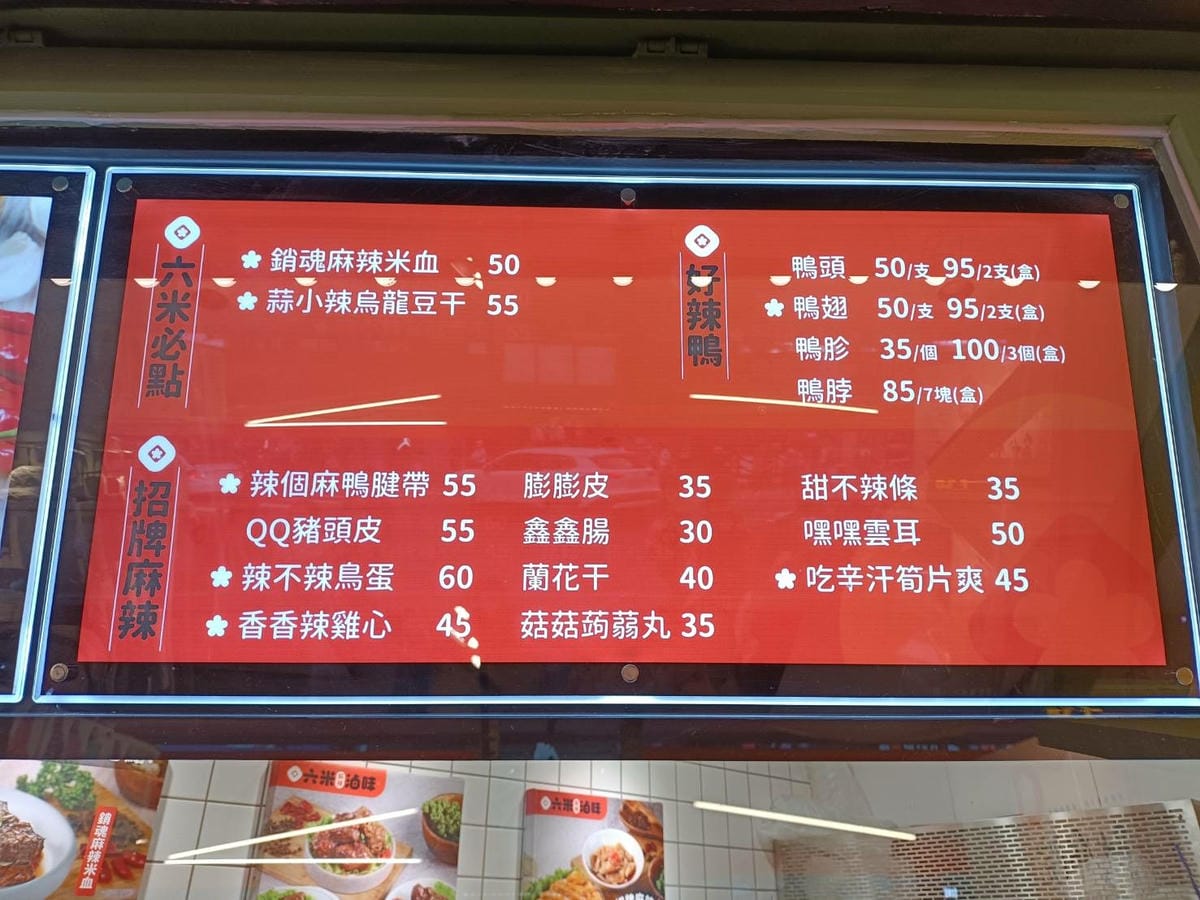 六米必點
銷魂麻辣米血 50
蒜小辣烏龍豆干 55
好辣鴨
鴨頭 50/支 95/2支(盒)
鴨翅 50/支 95/2支(盒)
鴨胗 35/個 100/3個(盒)
鴨脖 85/7塊(盒)
招牌麻辣
辣個麻鴨腱帶 55
QQ豬頭皮 55
辣不辣鳥蛋 60
香香辣雞心 45
膨膨皮 35
鑫鑫腸 30
蘭花干 40
菇菇蒟蒻丸 35
甜不辣條 35
嘿嘿雲耳 50
吃辛汗筍片爽 45
銷魂麻辣米血
六米 滷味
六米 滷味